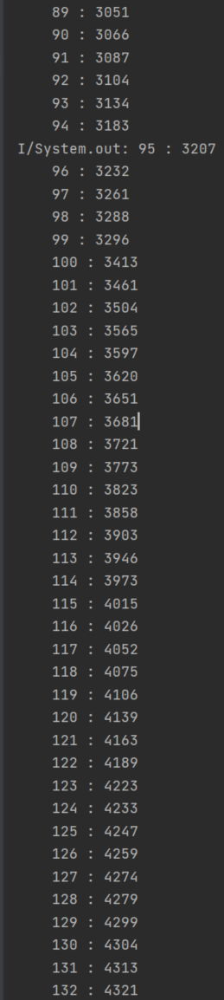 89 : 3051
90 : 3066
91 : 3087
92 : 3104
93 : 3134
94 : 3183
I/System.out: 95 : 3207
96 : 3232
97 : 3261
98 : 3288
99 : 3296
100 : 3413
101 : 3461
102 : 3504
103 : 3565
104 : 3597
105 : 3620
106 : 3651
107 : 3681
108 : 3721
109 : 3773
110 : 3823
111 : 3858
112 : 3903
113 : 3946
114 : 3973
115 : 4015
116 : 4026
117 : 4052
118 : 4075
119 : 4106
120 : 4139
121 : 4163
122 : 4189
123 : 4223
124 : 4233
125 : 4247
126 : 4259
127 : 4274
128 : 4279
129 : 4299
130 : 4304
131 : 4313
132 : 4321